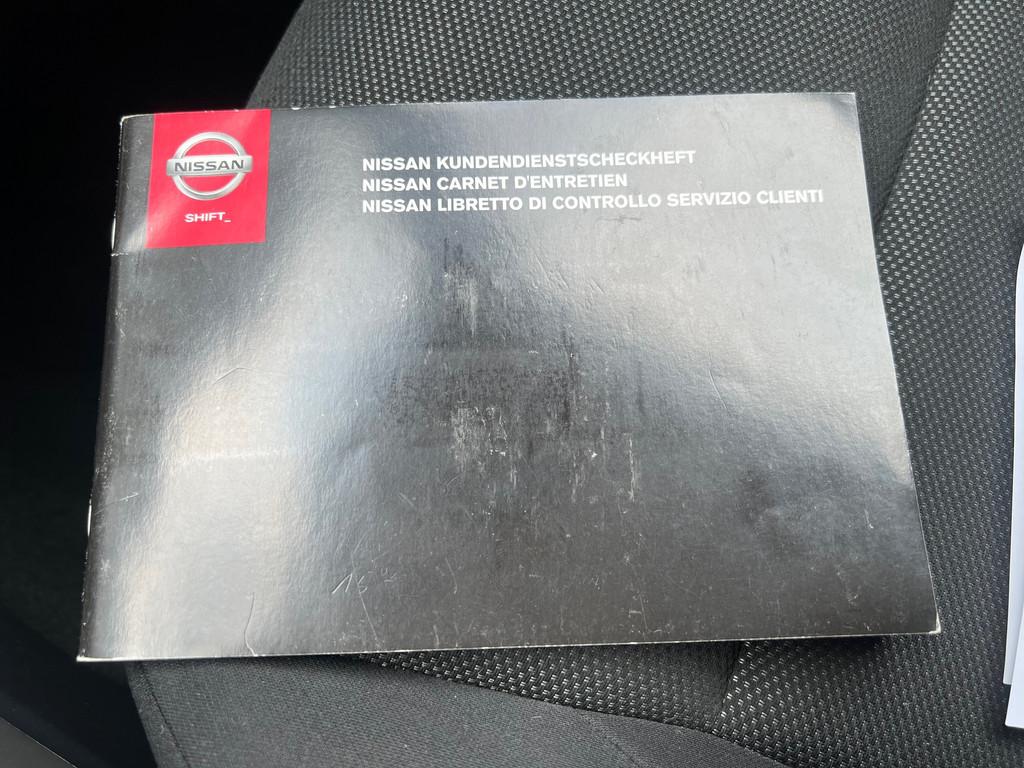 NISSAN
SHIFT_
NISSAN KUNDENDIENSTSCHECKHEFT
NISSAN CARNET D'ENTRETIEN
NISSAN LIBRETTO DI CONTROLLO SERVIZIO CLIENTI